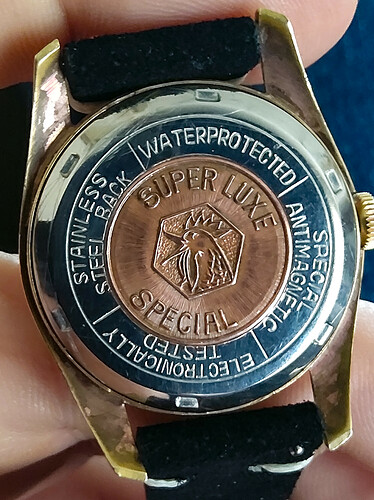 WATERPROTECTED
SPECIAL
ANTIMAGNETIC
ELECTRONICALLY
TESTED
STAINLESS
STEEL BACK
SUPER LUXE
SPECIAL